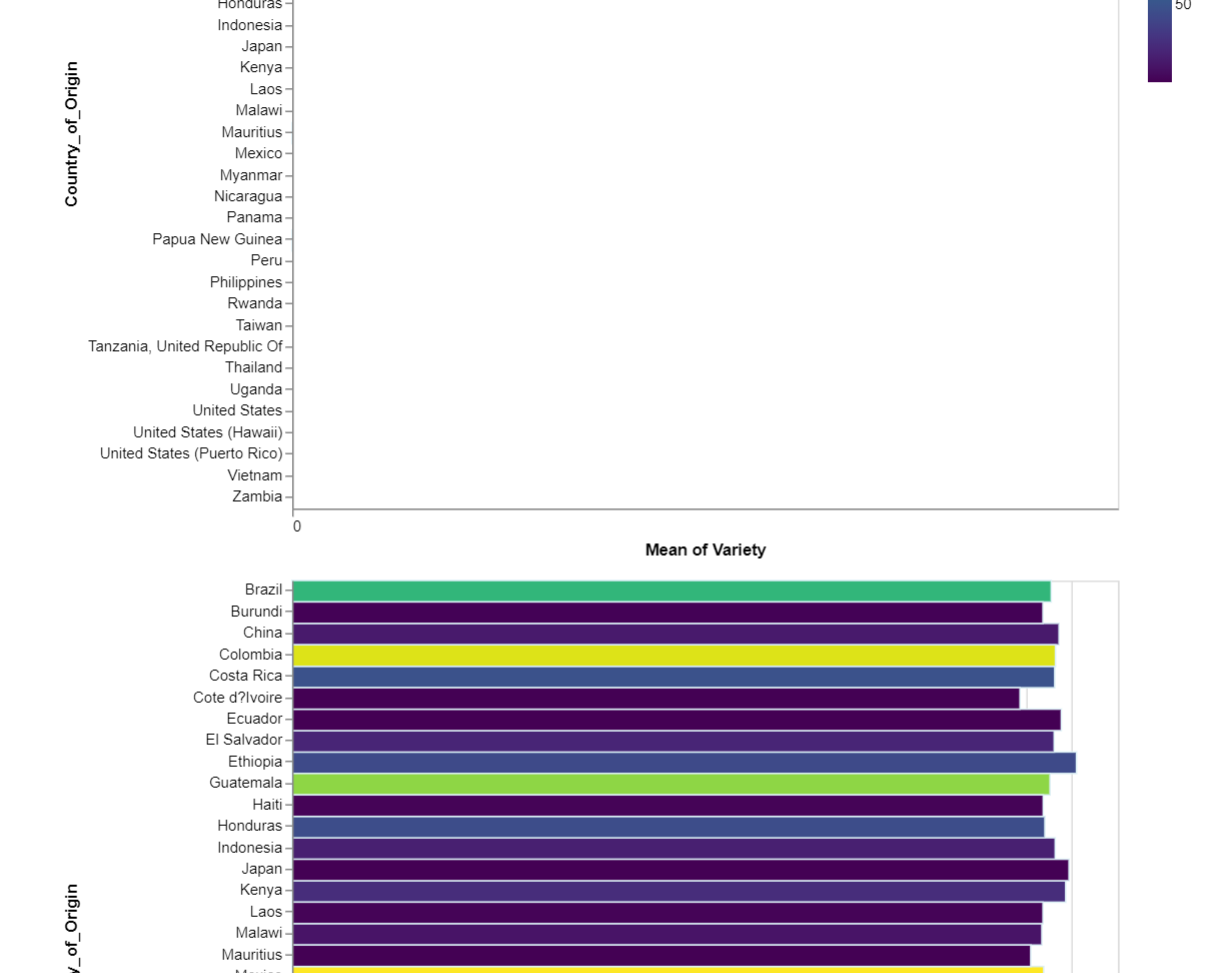 Honduras
50
Indonesia
Japan
Kenya
Laos
Malawi
Mauritius
Mexico
Myanmar
Nicaragua
Panama
Papua New Guinea
Peru
Philippines
Rwanda
Taiwan
Tanzania, United Republic Of
Thailand
Uganda
United States
United States (Hawaii)
United States (Puerto Rico)
Vietnam
Zambia
Country_of_Origin
0
Mean of Variety
Brazil
Burundi
China
Colombia
Costa Rica
Cote d?Ivoire
Ecuador
El Salvador
Ethiopia
Guatemala
Haiti
Honduras
Indonesia
Japan
Kenya
Laos
Malawi
Mauritius
Mexico
y_of_Origin